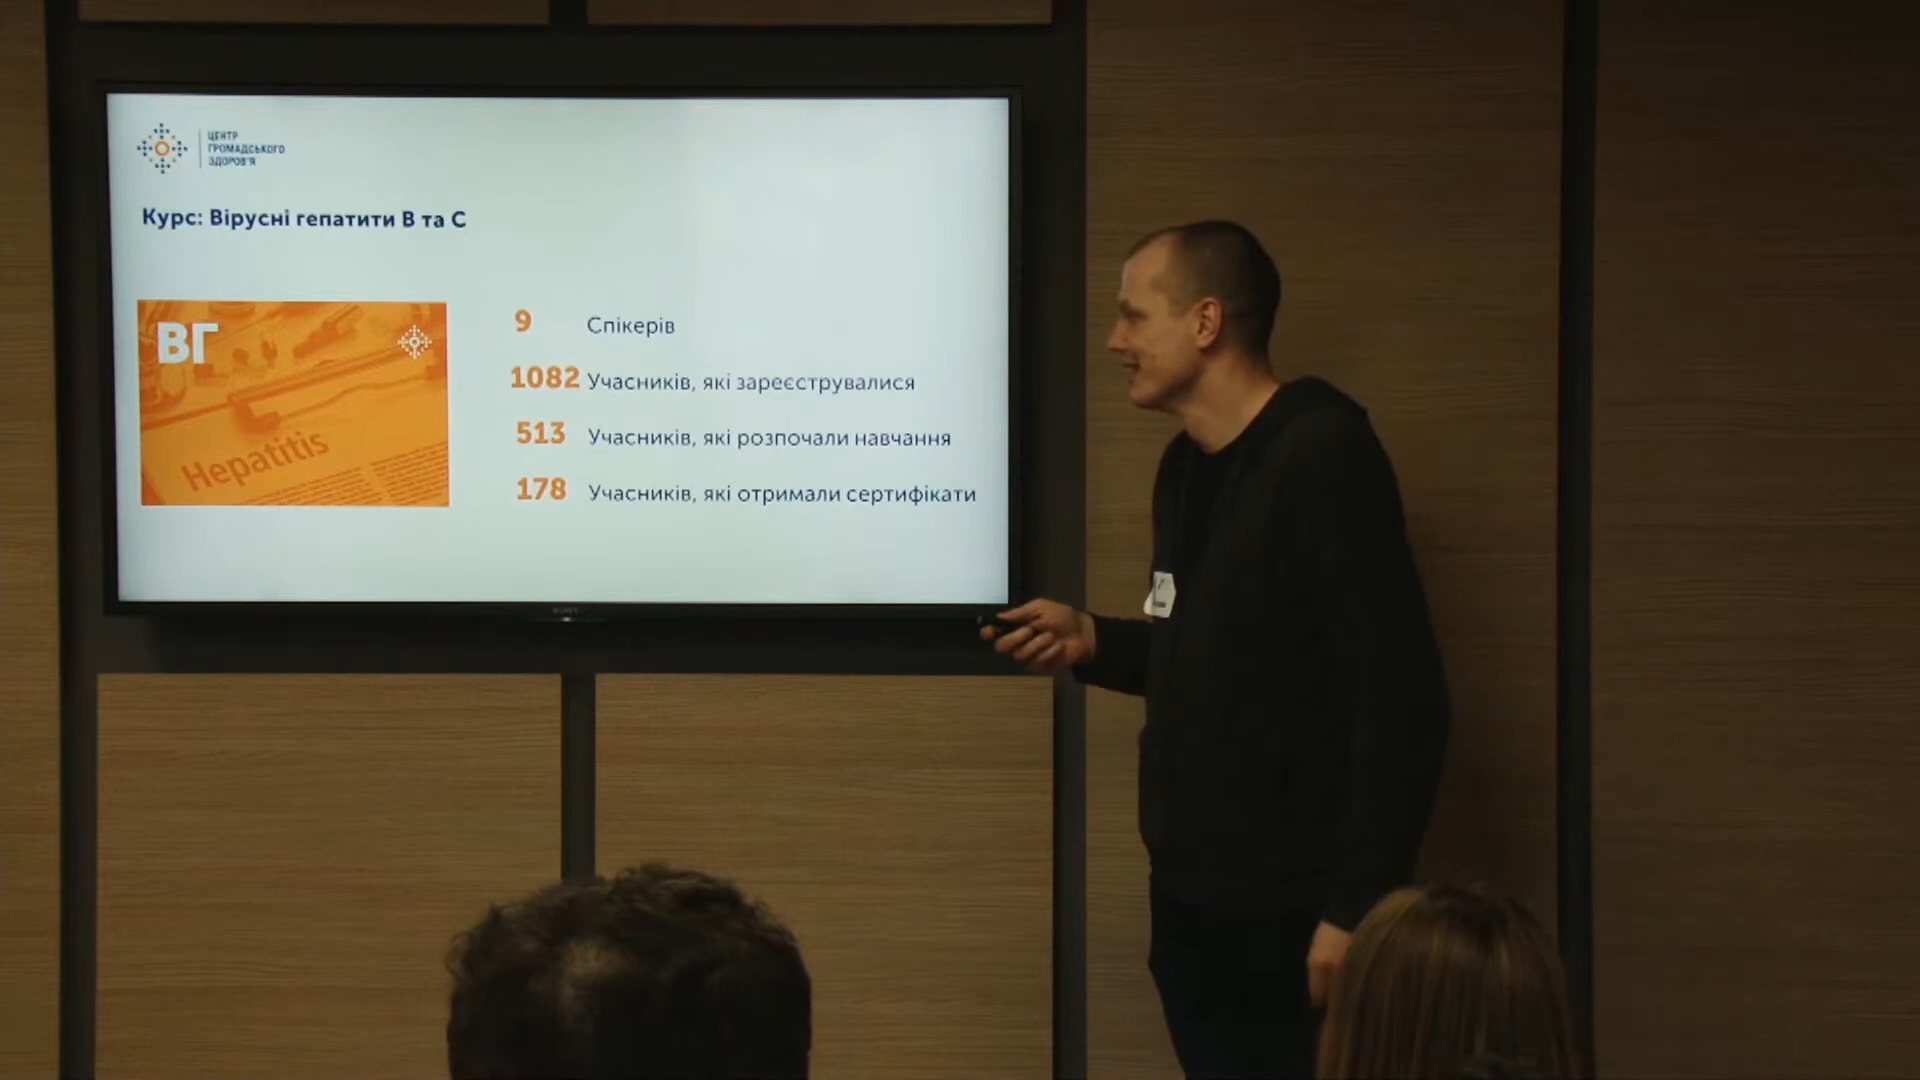 ЦЕНТР
ГРОМАДСЬКОГО
ЗДОРОВ'Я
Курс: Вірусні гепатити В та С
ВГ
Hepatitis
9 Спікерів
1082 Учасників, які зареєструвалися
513 Учасників, які розпочали навчання
178 Учасників, які отримали сертифікати
SONY